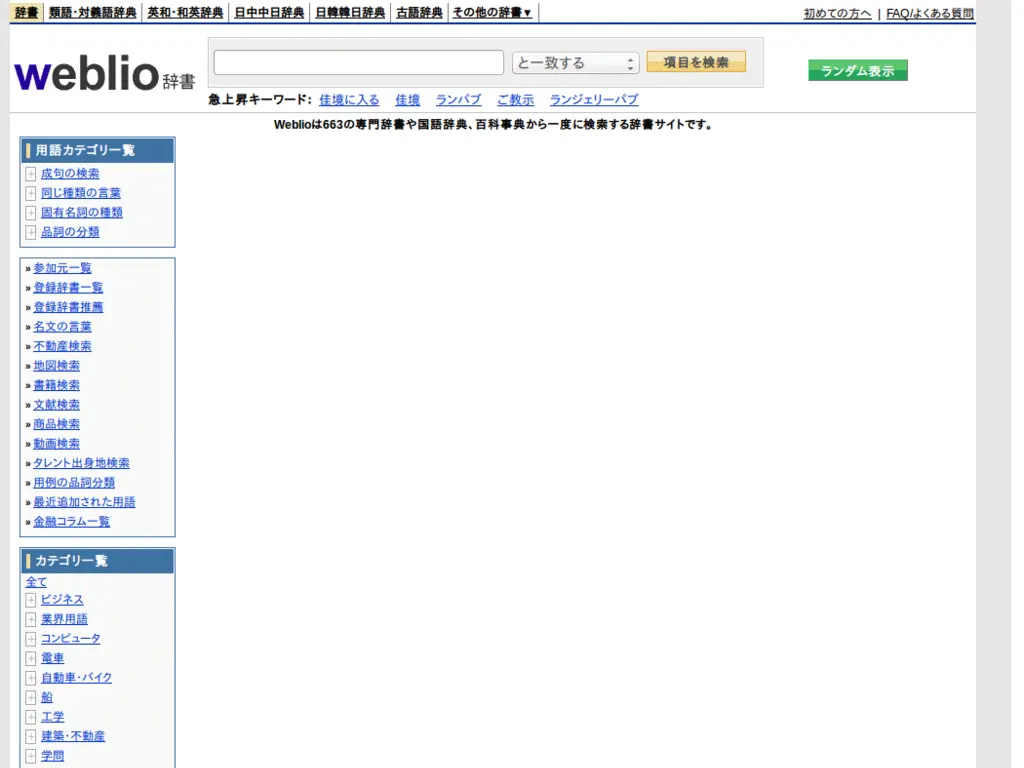 辞書 類語・対義語辞典 英和・和英辞典 日中中日辞典 日韓韓日辞典 古語辞典 その他の辞書▼ 初めての方へ | FAQ/よくある質問
weblio辞書 と一致する 項目を検索 ランダム表示
急上昇キーワード: 佳境に入る 佳境 ランパブ ご教示 ランジェリーパブ
Weblioは663の専門辞書や国語辞典、百科事典から一度に検索する辞書サイトです。
用語カテゴリ一覧
成句の検索
同じ種類の言葉
固有名詞の種類
品詞の分類
» 参加元一覧
» 登録辞書一覧
» 登録辞書推薦
» 名文の言葉
» 不動産検索
» 地図検索
» 書籍検索
» 文献検索
» 商品検索
» 動画検索
» タレント出身地検索
» 用例の品詞分類
» 最近追加された用語
» 金融コラム一覧
カテゴリ一覧
全て
ビジネス
業界用語
コンピュータ
電車
自動車・バイク
船
工学
建築・不動産
学問